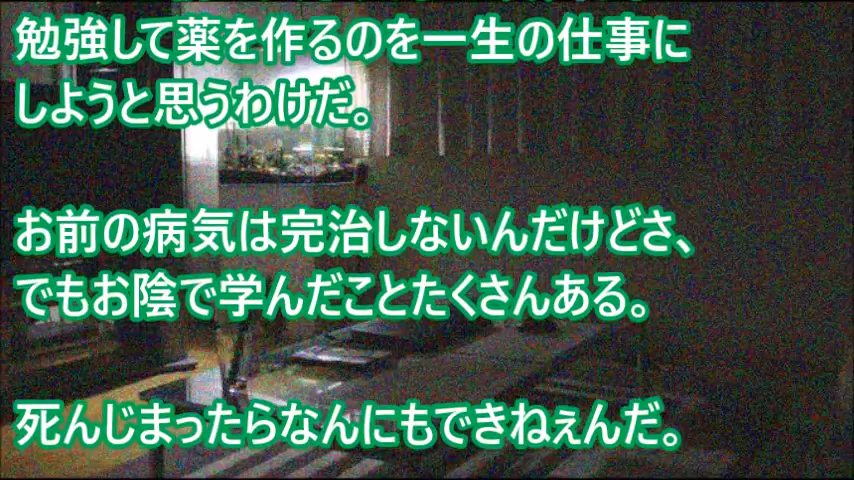 勉強して薬を作るのを一生の仕事に
しようと思うわけだ。
お前の病気は完治しないんだけどさ、
でもお陰で学んだことたくさんある。
死んじまったらなんにもできねぇんだ。